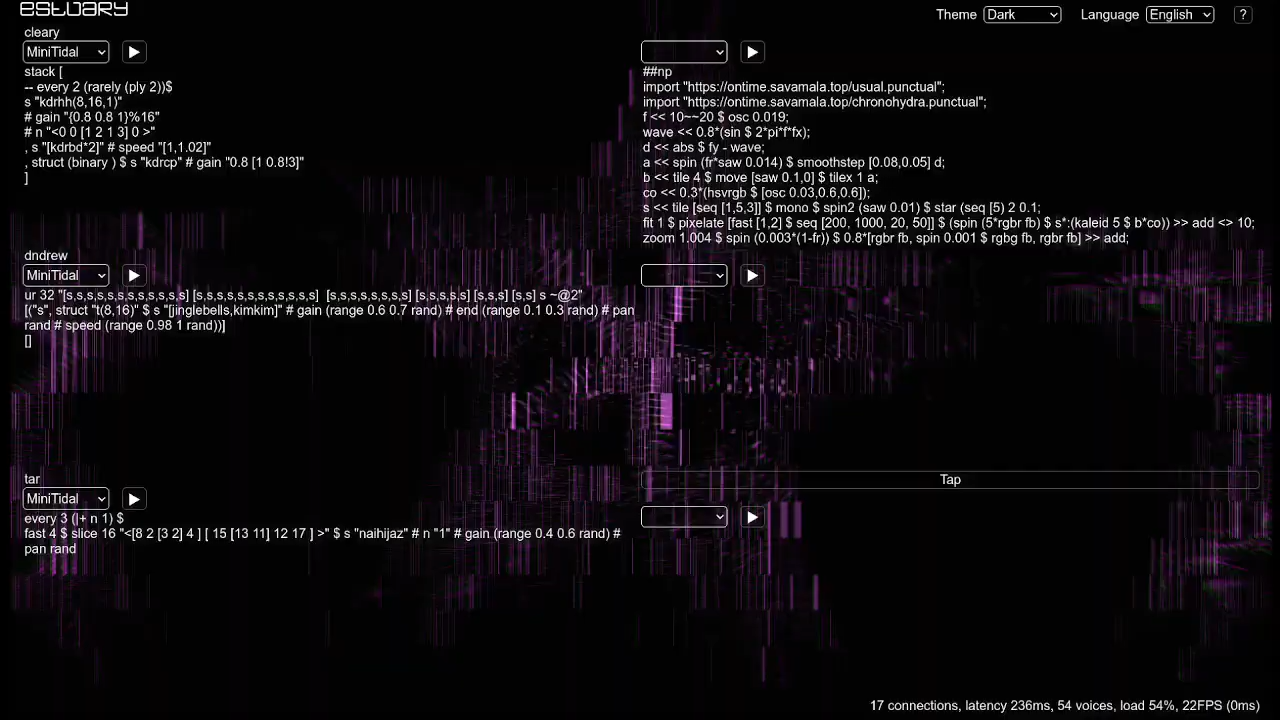 estuary
Theme Dark Language English ?
cleary
MiniTidal
stack [
-- every 2 (rarely (ply 2))$
s "kdrhh(8,16,1)"
# gain "{0.8 0.8 1}%16"
# n "<0 0 [1 2 1 3] 0 >"
, s "[kdrbd*2]" # speed "[1,1.02]"
, struct (binary ) $ s "kdrcp" # gain "0.8 [1 0.8!3]"
]
##np
import "https://ontime.savamala.top/usual.punctual";
import "https://ontime.savamala.top/chronohydra.punctual";
f << 10~~20 $ osc 0.019;
wave << 0.8*(sin $ 2*pi*f*fx);
d << abs $ fy - wave;
a << spin (fr*saw 0.014) $ smoothstep [0.08,0.05] d;
b << tile 4 $ move [saw 0.1,0] $ tilex 1 a;
co << 0.3*(hsvrgb $ [osc 0.03,0.6,0.6]);
s << tile [seq [1,5,3]] $ mono $ spin2 (saw 0.01) $ star (seq [5) 2 0.1;
fit 1 $ pixelate [fast [1,2] $ seq [200, 1000, 20, 50]] $ (spin (5*rgbr fb) $ s*:(kaleid 5 $ b*co)) >> add <> 10;
zoom 1.004 $ spin (0.003*(1-fr)) $ 0.8*[rgbr fb, spin 0.001 $ rgbg fb, rgbr fb] >> add;
dndrew
MiniTidal
ur 32 "[s,s,s,s,s,s,s,s,s,s,s,s] [s,s,s,s,s,s,s,s,s,s,s,s]  [s,s,s,s,s,s,s,s] [s,s,s,s,s] [s,s,s] [s,s] s ~@2"
[("s", struct "t(8,16)" $ s "[jinglebells,kimkim]" # gain (range 0.6 0.7 rand) # end (range 0.1 0.3 rand) # pan
rand # speed (range 0.98 1 rand))]
[]
tar
MiniTidal
every 3 (|+ n 1) $
fast 4 $ slice 16 "<[8 2 [3 2] 4 ] [ 15 [13 11] 12 17 ] >" $ s "naihijaz" # n "1" # gain (range 0.4 0.6 rand) #
pan rand
Tap
17 connections, latency 236ms, 54 voices, load 54%, 22FPS (0ms)